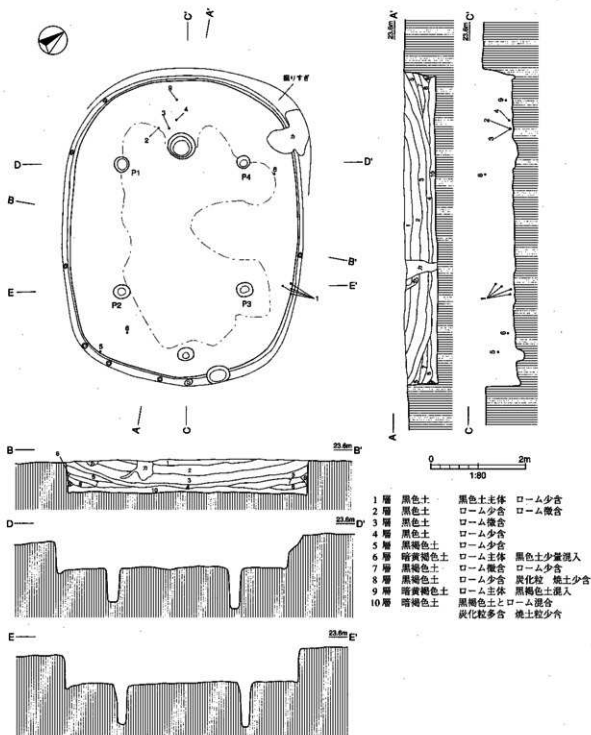 C'
A'
掘りすぎ
9
3
4
2
カ
D
D'
P1
P4
8
B
B'
E
E'
P2
P3
1
6
5
A
C
A'
23.6m
C'
23.6m
A
C
B
23.6m
B'
0
2m
1:80
D
23.6m
D'
E
23.6m
E'
1層 黒色土 黒色土主体 ローム少含
2層 黒色土 ローム少含 ローム微含
3層 黒色土 ローム微含
4層 黒色土 ローム少含
5層 黒褐色土 ローム少含
6層 暗黄褐色土 ローム主体 黒色土少量混入
7層 黒褐色土 ローム微含 ローム少含
8層 黒褐色土 ローム少含 炭化粒 焼土少含
9層 暗黄褐色土 ローム主体 黒褐色土混入
10層 暗褐色土 黒褐色土とローム混合
炭化粒多含 焼土粒少含